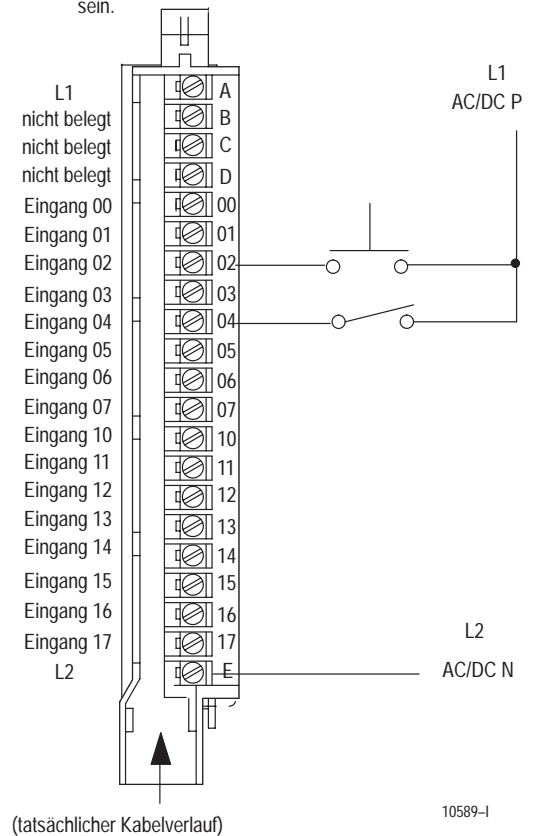 sein.
L1
nicht belegt
nicht belegt
nicht belegt
Eingang 00
Eingang 01
Eingang 02
Eingang 03
Eingang 04
Eingang 05
Eingang 06
Eingang 07
Eingang 10
Eingang 11
Eingang 12
Eingang 13
Eingang 14
Eingang 15
Eingang 16
Eingang 17
L2
A
B
C
D
00
01
02
03
04
05
06
07
10
11
12
13
14
15
16
17
E
L1
AC/DC P
L2
AC/DC N
(tatsächlicher Kabelverlauf)
10589–I